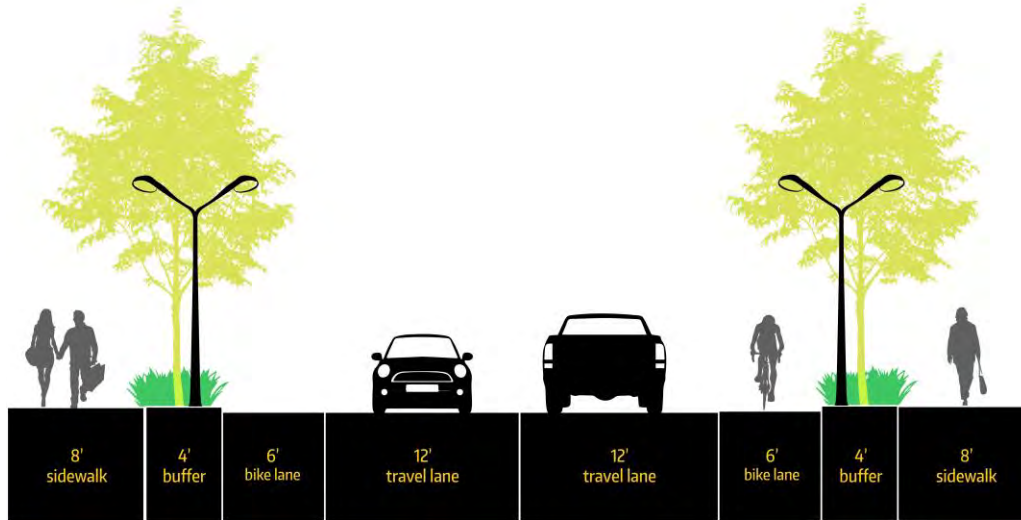 8'
sidewalk
4'
buffer
6'
bike lane
12'
travel lane
12'
travel lane
6'
bike lane
4'
buffer
8'
sidewalk